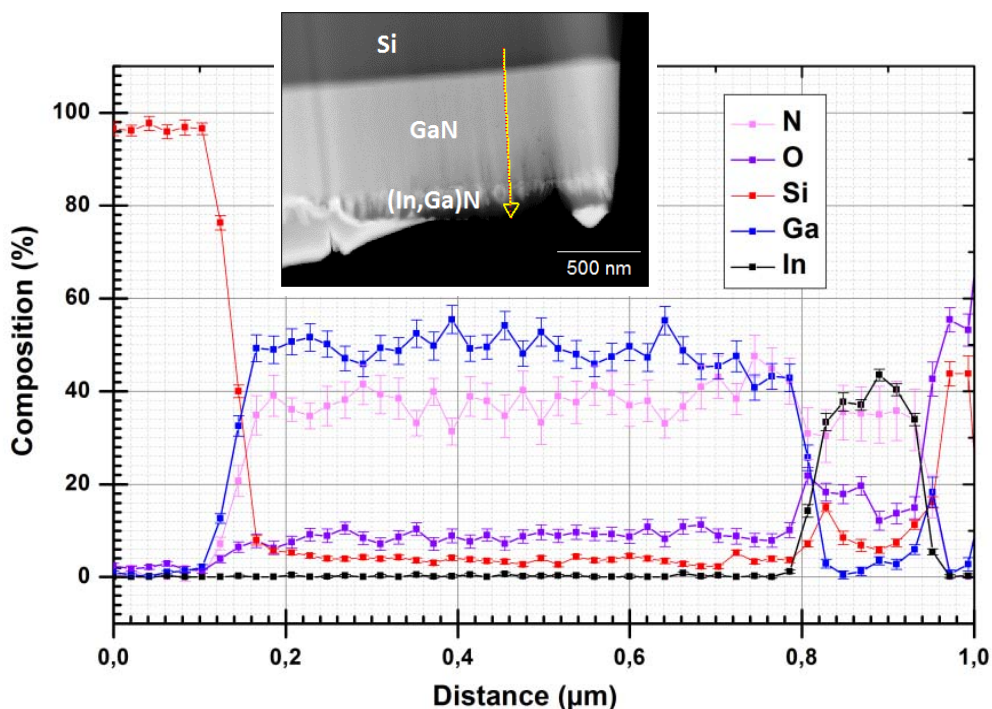 Si
GaN
(In,Ga)N
500 nm
N
O
Si
Ga
In
100
80
60
40
20
0
Composition (%)
0,0 0,2 0,4 0,6 0,8 1,0
Distance (µm)